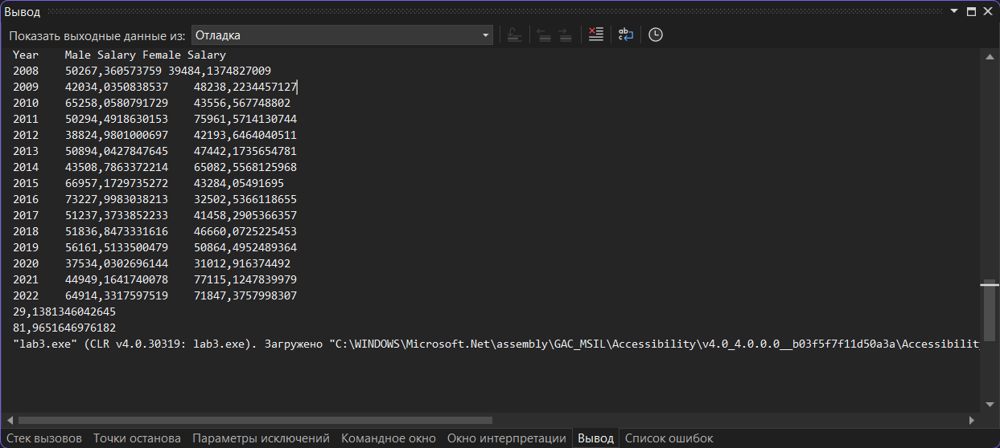 Вывод
Показать выходные данные из: Отладка
Year Male Salary Female Salary
2008 50267,360573759 39484,1374827009
2009 42034,0350838537 48238,2234457127
2010 65258,0580791729 43556,567748802
2011 50294,4918630153 75961,5714130744
2012 38824,9801000697 42193,6464040511
2013 50894,0427847645 47442,1735654781
2014 43508,7863372214 65082,5568125968
2015 66957,1729735272 43284,05491695
2016 73227,9983038213 32502,5366118655
2017 51237,3733852233 41458,2905366357
2018 51836,8473331616 46660,0725225453
2019 56161,5133500479 50864,4952489364
2020 37534,0302696144 31012,916374492
2021 44949,1641740078 77115,1247839979
2022 64914,3317597519 71847,3757998307
29,1381346042645
81,9651646976182
"lab3.exe" (CLR v4.0.30319: lab3.exe). Загружено "C:\WINDOWS\Microsoft.Net\assembly\GAC_MSIL\Accessibility\v4.0_4.0.0.0__b03f5f7f11d50a3a\Accessibilit
Стек вызовов Точки останова Параметры исключений Командное окно Окно интерпретации Вывод Список ошибок